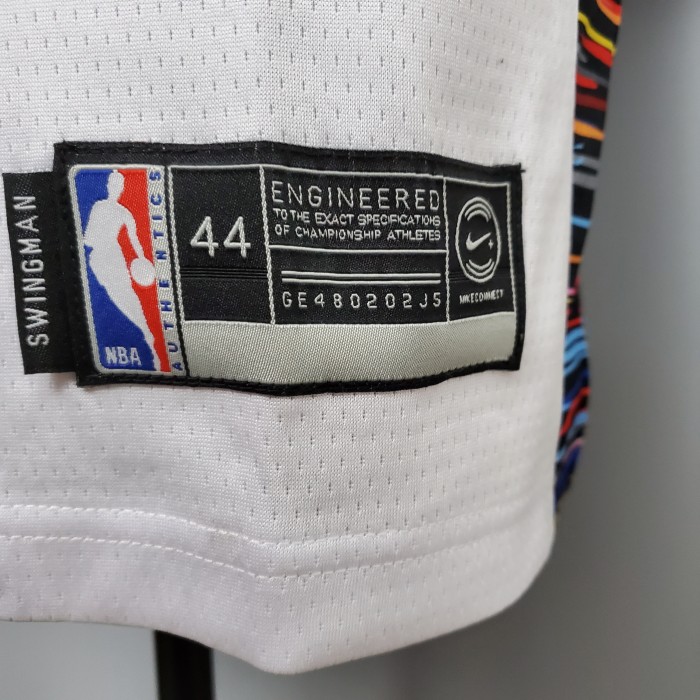 SWINGMAN
NBA
AUTHENTICS
44
ENGINEERED
TO THE EXACT SPECIFICATIONS
OF CHAMPIONSHIP ATHLETES
GE480202J5
NIKECONNECT